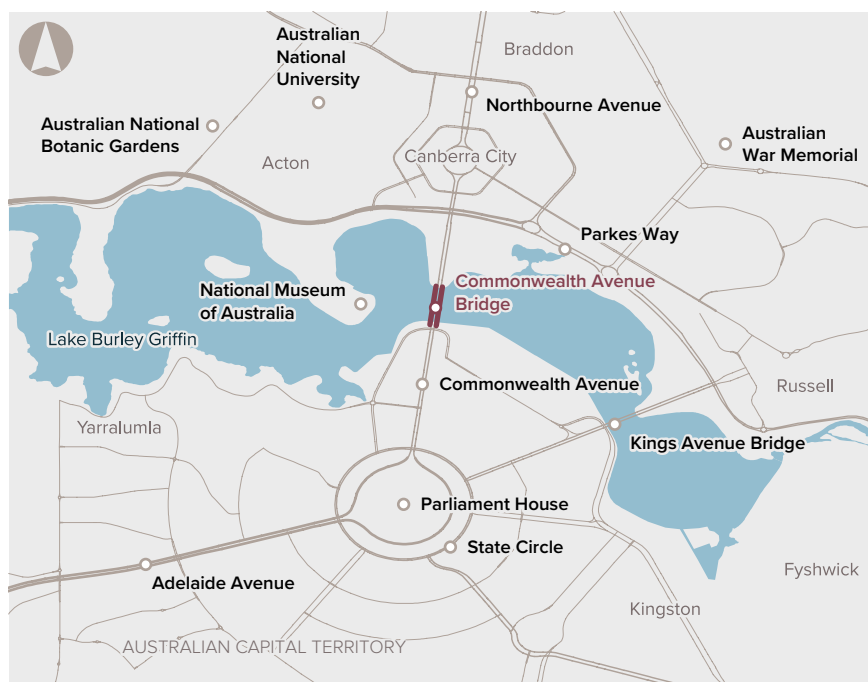 Australian
National
University
Braddon
Northbourne Avenue
Australian National
Botanic Gardens
Australian
War Memorial
Acton
Canberra City
Parkes Way
National Museum
of Australia
Commonwealth Avenue
Bridge
Lake Burley Griffin
Commonwealth Avenue
Russell
Yarralumla
Kings Avenue Bridge
Parliament House
State Circle
Adelaide Avenue
Fyshwick
Kingston
AUSTRALIAN CAPITAL TERRITORY